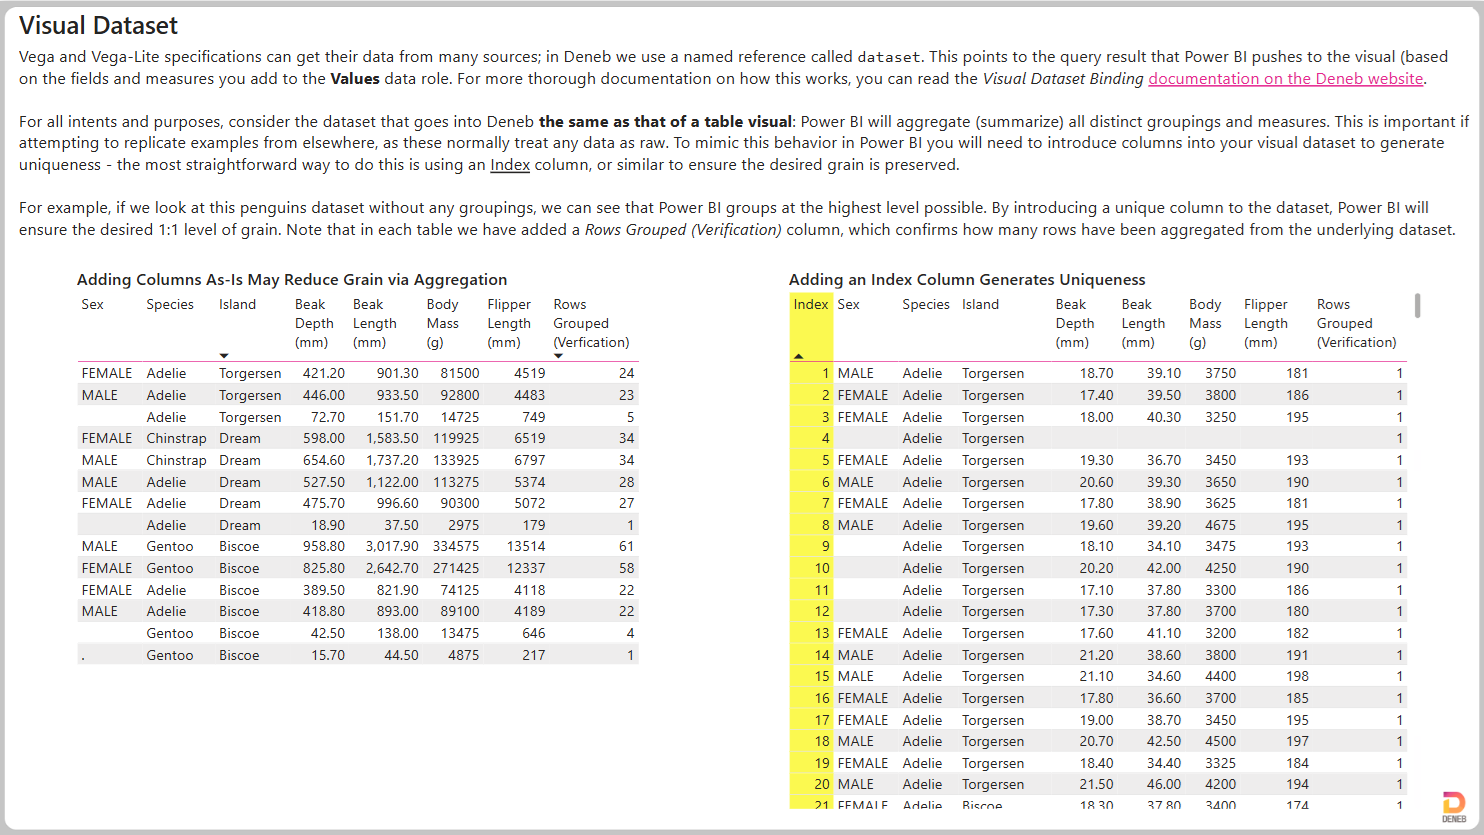 Visual Dataset
Vega and Vega-Lite specifications can get their data from many sources; in Deneb we use a named reference called dataset. This points to the query result that Power BI pushes to the visual (based
on the fields and measures you add to the Values data role. For more thorough documentation on how this works, you can read the Visual Dataset Binding documentation on the Deneb website.
For all intents and purposes, consider the dataset that goes into Deneb the same as that of a table visual: Power BI will aggregate (summarize) all distinct groupings and measures. This is important if
attempting to replicate examples from elsewhere, as these normally treat any data as raw. To mimic this behavior in Power BI you will need to introduce columns into your visual dataset to generate
uniqueness - the most straightforward way to do this is using an Index column, or similar to ensure the desired grain is preserved.
For example, if we look at this penguins dataset without any groupings, we can see that Power BI groups at the highest level possible. By introducing a unique column to the dataset, Power BI will
ensure the desired 1:1 level of grain. Note that in each table we have added a Rows Grouped (Verification) column, which confirms how many rows have been aggregated from the underlying dataset.
Adding Columns As-Is May Reduce Grain via Aggregation
Sex Species Island Beak Beak Body Flipper Rows
Depth Length Mass Length Grouped
(mm) (mm) (g) (mm) (Verfication)
FEMALE Adelie Torgersen 421.20 901.30 81500 4519 24
MALE Adelie Torgersen 446.00 933.50 92800 4483 23
Adelie Torgersen 72.70 151.70 14725 749 5
FEMALE Chinstrap Dream 598.00 1,583.50 119925 6519 34
MALE Chinstrap Dream 654.60 1,737.20 133925 6797 34
MALE Adelie Dream 527.50 1,122.00 113275 5374 28
FEMALE Adelie Dream 475.70 996.60 90300 5072 27
Adelie Dream 18.90 37.50 2975 179 1
MALE Gentoo Biscoe 958.80 3,017.90 334575 13514 61
FEMALE Gentoo Biscoe 825.80 2,642.70 271425 12337 58
FEMALE Adelie Biscoe 389.50 821.90 74125 4118 22
MALE Adelie Biscoe 418.80 893.00 89100 4189 22
Gentoo Biscoe 42.50 138.00 13475 646 4
. Gentoo Biscoe 15.70 44.50 4875 217 1
Adding an Index Column Generates Uniqueness
Index Sex Species Island Beak Beak Body Flipper Rows
Depth Length Mass Length Grouped
(mm) (mm) (g) (mm) (Verification)
1 MALE Adelie Torgersen 18.70 39.10 3750 181 1
2 FEMALE Adelie Torgersen 17.40 39.50 3800 186 1
3 FEMALE Adelie Torgersen 18.00 40.30 3250 195 1
4 Adelie Torgersen 1
5 FEMALE Adelie Torgersen 19.30 36.70 3450 193 1
6 MALE Adelie Torgersen 20.60 39.30 3650 190 1
7 FEMALE Adelie Torgersen 17.80 38.90 3625 181 1
8 MALE Adelie Torgersen 19.60 39.20 4675 195 1
9 Adelie Torgersen 18.10 34.10 3475 193 1
10 Adelie Torgersen 20.20 42.00 4250 190 1
11 Adelie Torgersen 17.10 37.80 3300 186 1
12 Adelie Torgersen 17.30 37.80 3700 180 1
13 FEMALE Adelie Torgersen 17.60 41.10 3200 182 1
14 MALE Adelie Torgersen 21.20 38.60 3800 191 1
15 MALE Adelie Torgersen 21.10 34.60 4400 198 1
16 FEMALE Adelie Torgersen 17.80 36.60 3700 185 1
17 FEMALE Adelie Torgersen 19.00 38.70 3450 195 1
18 MALE Adelie Torgersen 20.70 42.50 4500 197 1
19 FEMALE Adelie Torgersen 18.40 34.40 3325 184 1
20 MALE Adelie Torgersen 21.50 46.00 4200 194 1
21 FEMALE Adelie Biscoe 18.30 37.80 3400 174 1
DENEB